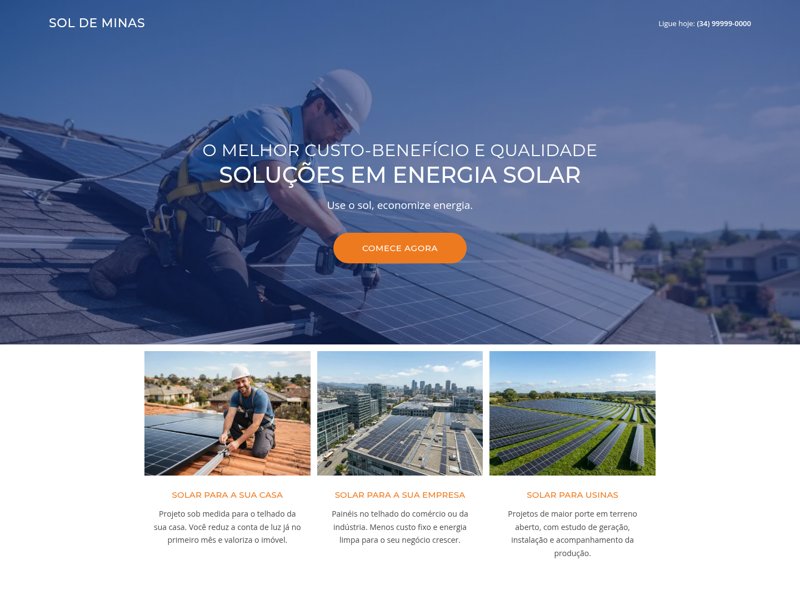 SOL DE MINAS
Ligue hoje: (34) 99999-0000
O MELHOR CUSTO-BENEFÍCIO E QUALIDADE
SOLUÇÕES EM ENERGIA SOLAR
Use o sol, economize energia.
COMECE AGORA
SOLAR PARA A SUA CASA
Projeto sob medida para o telhado da
sua casa. Você reduz a conta de luz já no
primeiro mês e valoriza o imóvel.
SOLAR PARA A SUA EMPRESA
Painéis no telhado do comércio ou da
indústria. Menos custo fixo e energia
limpa para o seu negócio crescer.
SOLAR PARA USINAS
Projetos de maior porte em terreno
aberto, com estudo de geração,
instalação e acompanhamento da
produção.